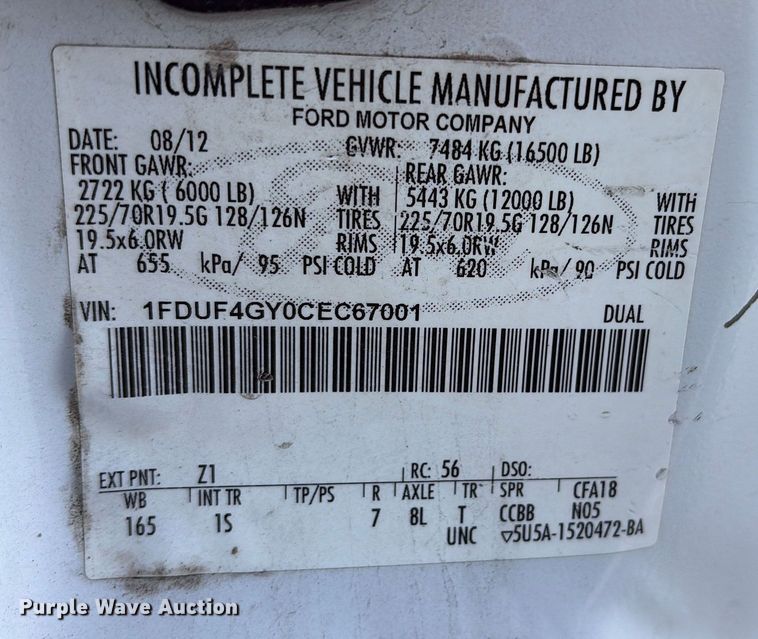 INCOMPLETE VEHICLE MANUFACTURED BY
FORD MOTOR COMPANY
DATE: 08/12 GVWR: 7484 KG (16500 LB)
FRONT GAWR: REAR GAWR:
2722 KG ( 6000 LB) WITH 5443 KG (12000 LB) WITH
225/70R19.5G 128/126N TIRES 225/70R19.5G 128/126N TIRES
19.5x6.0RW RIMS 19.5x6.0RW RIMS
AT 655 kPa/ 95 PSI COLD AT 620 kPa/ 90 PSI COLD
VIN: 1FDUF4GY0CEC67001 DUAL
EXT PNT: Z1 RC: 56 DSO:
WB INT TR TP/PS R AXLE TR SPR CFA18
165 1S 7 8L T CCBB N05
UNC ▽5U5A-1520472-BA
Purple Wave Auction